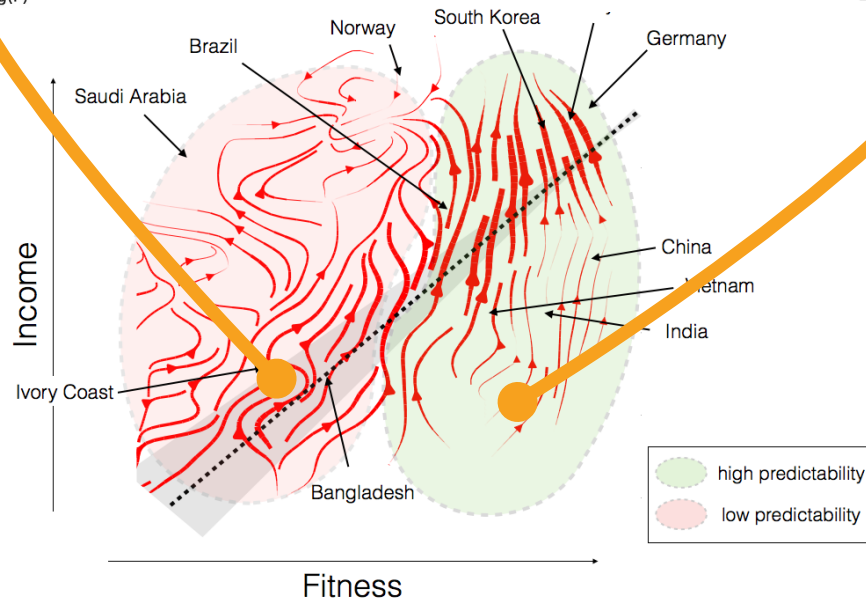 South Korea
Norway
Germany
Brazil
Saudi Arabia
Income
China
Vietnam
India
Ivory Coast
Bangladesh
high predictability
low predictability
Fitness